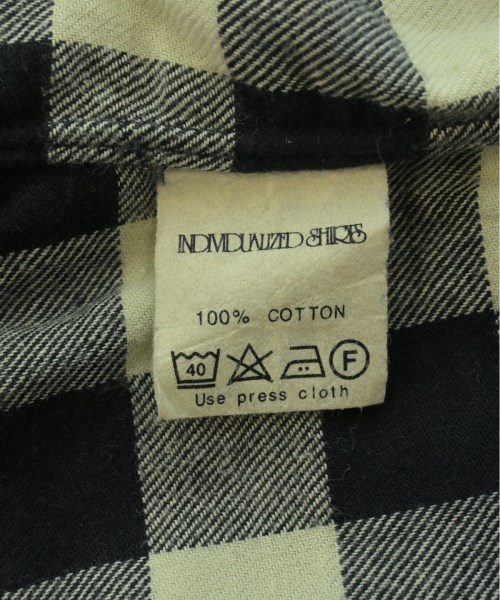 INDIVIDUALIZED SHIRTS
100% COTTON
40 F
Use press cloth